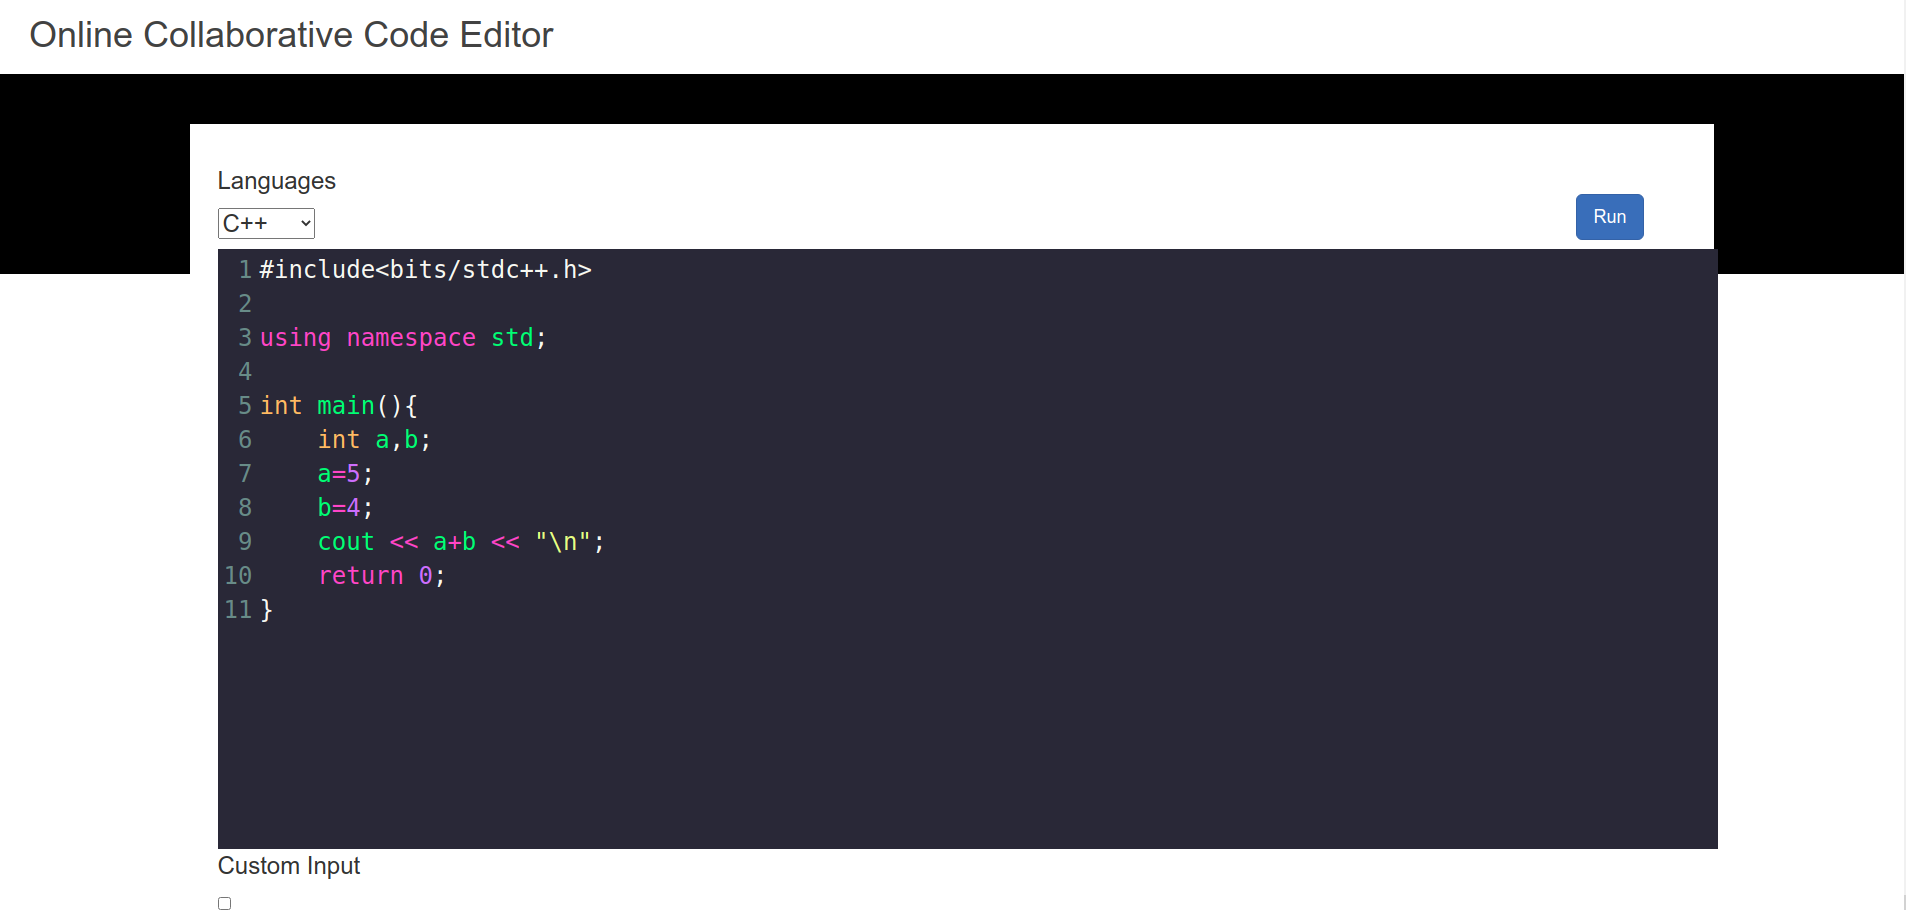 Online Collaborative Code Editor
Languages
C++
Run
1 #include<bits/stdc++.h>
2
3 using namespace std;
4
5 int main(){
6     int a,b;
7     a=5;
8     b=4;
9     cout << a+b << "\n";
10     return 0;
11 }
Custom Input